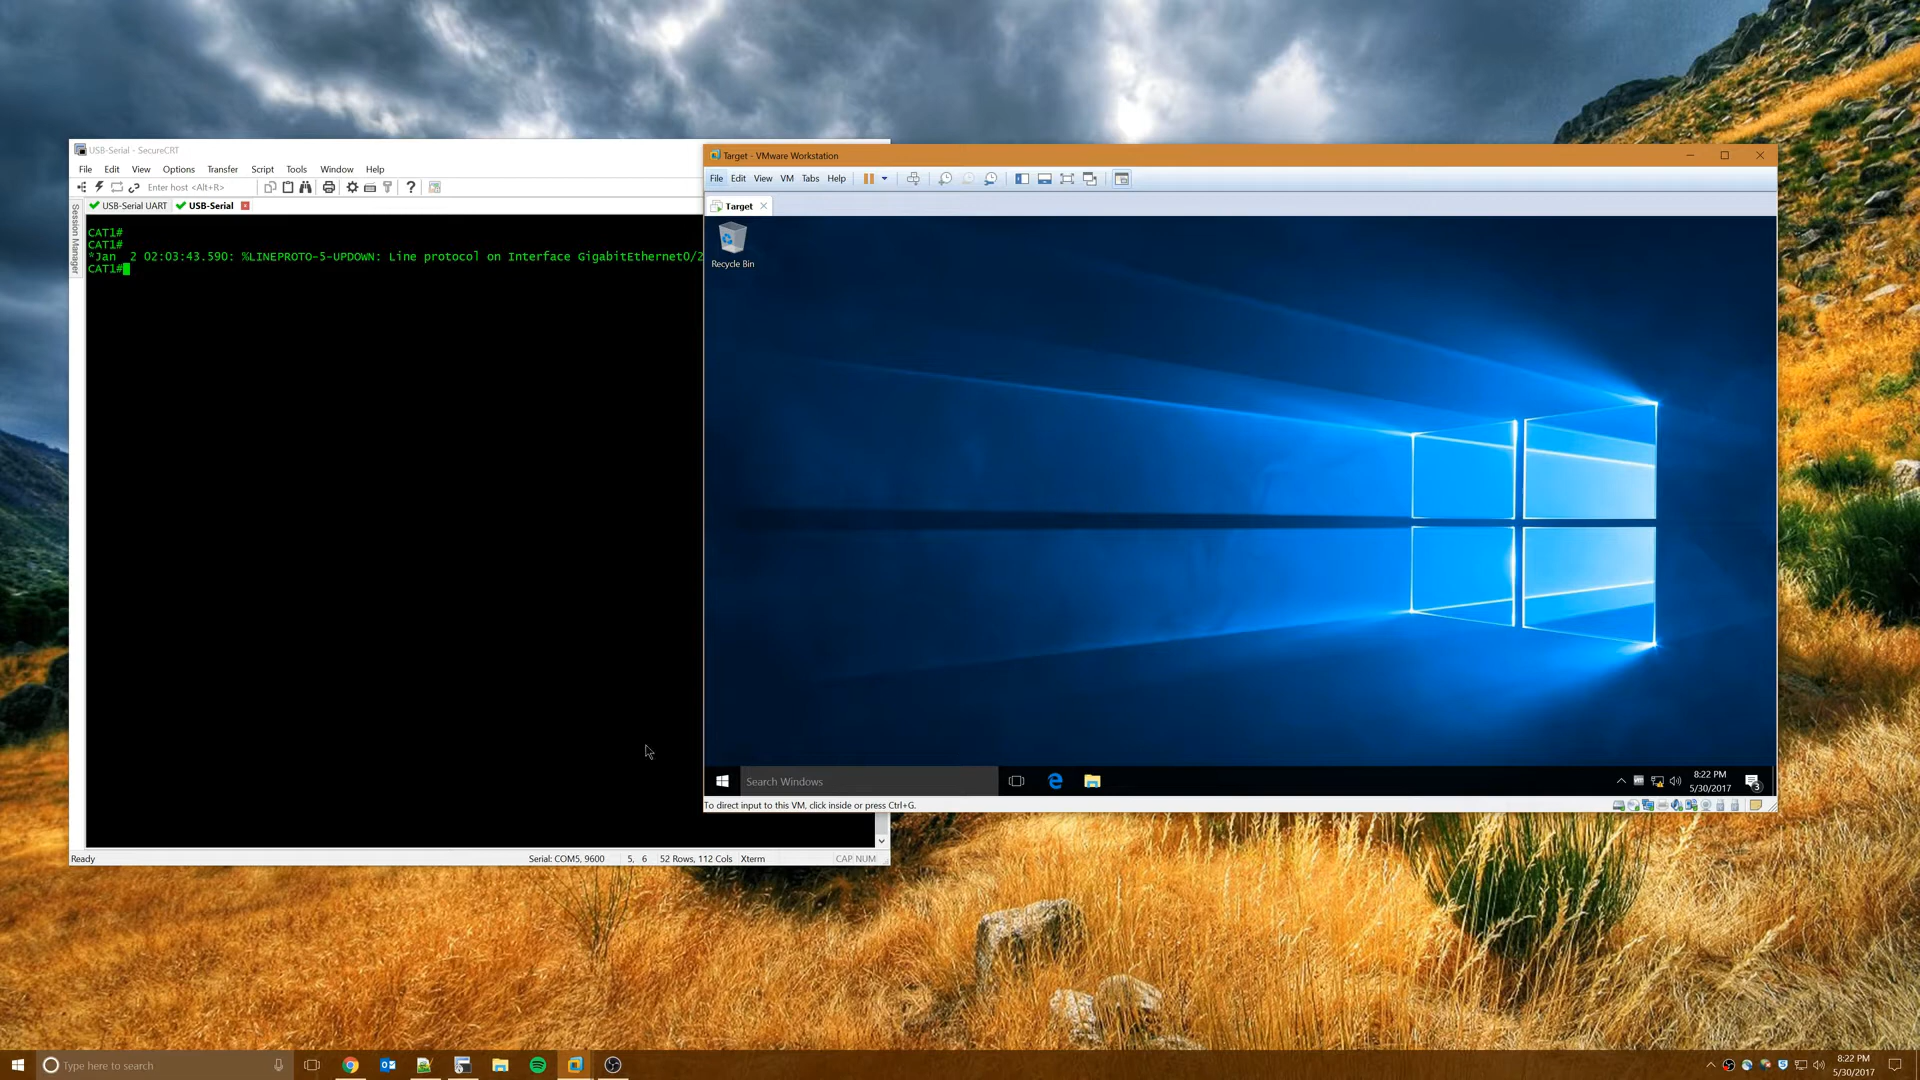 USB-Serial - SecureCRT
File Edit View Options Transfer Script Tools Window Help
Enter host <Alt+R>
USB-Serial UART USB-Serial
Session Manager
CAT1#
CAT1#
*Jan  2 02:03:43.590: %LINEPROTO-5-UPDOWN: Line protocol on Interface GigabitEthernet0/2
CAT1#
Ready
Serial: COM5, 9600 5, 6 52 Rows, 112 Cols Xterm CAP NUM
Target - VMware Workstation
File Edit View VM Tabs Help
Target
Recycle Bin
Search Windows
8:22 PM
5/30/2017
3
To direct input to this VM, click inside or press Ctrl+G.
Type here to search
8:22 PM
5/30/2017